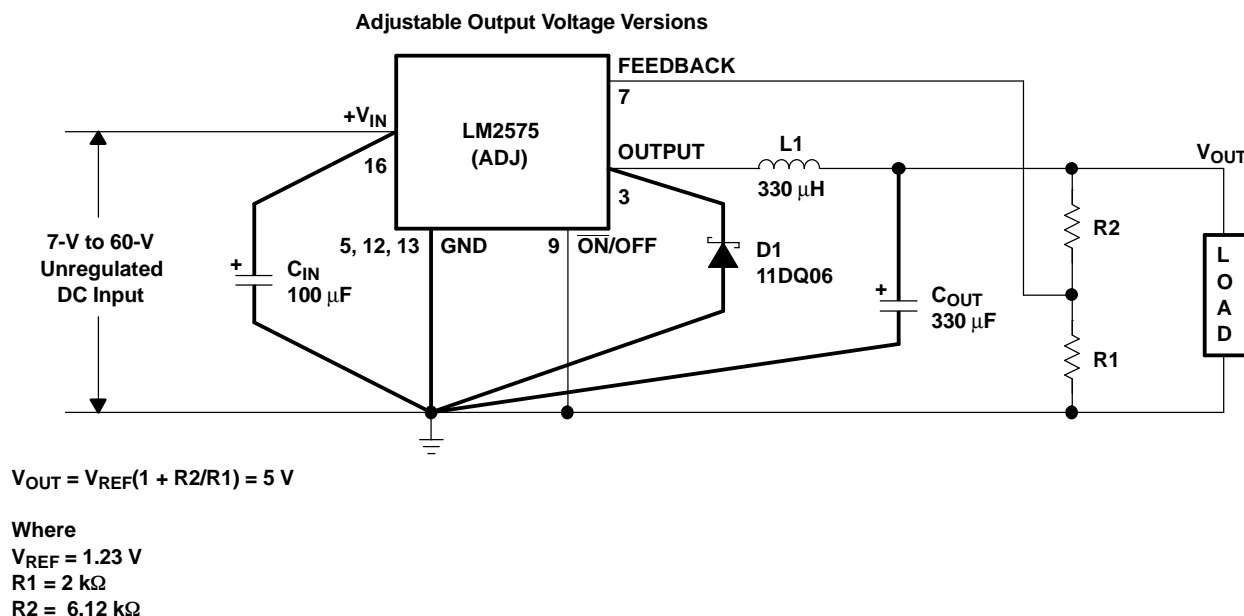 Adjustable Output Voltage Versions
FEEDBACK
7
+VIN
LM2575
(ADJ)
16
OUTPUT
3
L1
330 μH
VOUT
7-V to 60-V
Unregulated
DC Input
+
CIN
100 μF
5, 12, 13
GND
9
ON/OFF
D1
11DQ06
+
COUT
330 μF
R2
R1
LOAD
VOUT = VREF(1 + R2/R1) = 5 V
Where
VREF = 1.23 V
R1 = 2 kΩ
R2 = 6.12 kΩ